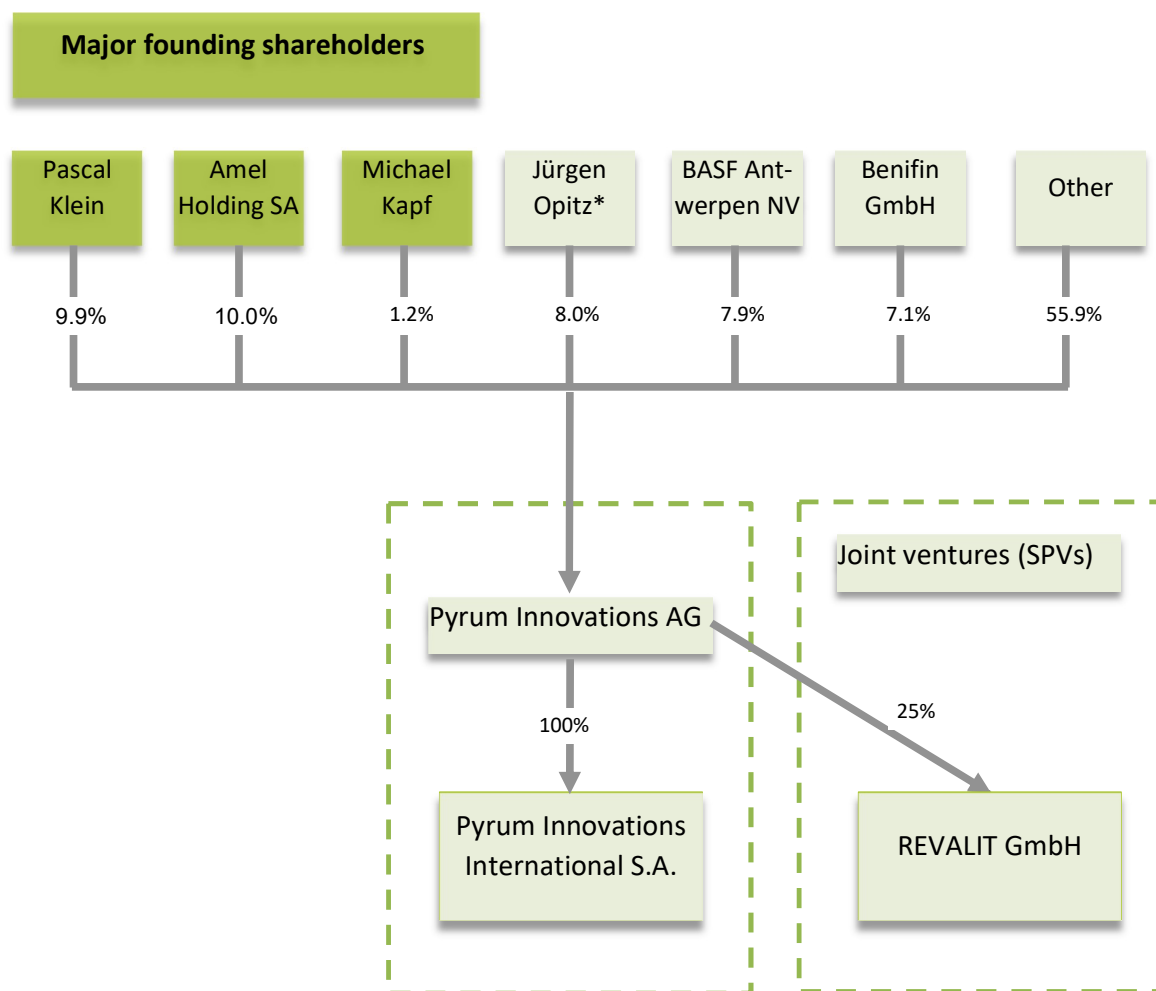 Major founding shareholders
Pascal
Klein
Amel
Holding SA
Michael
Kapf
Jürgen
Opitz*
BASF Ant-
werpen NV
Benifin
GmbH
Other
9.9%
10.0%
1.2%
8.0%
7.9%
7.1%
55.9%
Joint ventures (SPVs)
Pyrum Innovations AG
100%
25%
Pyrum Innovations
International S.A.
REVALIT GmbH